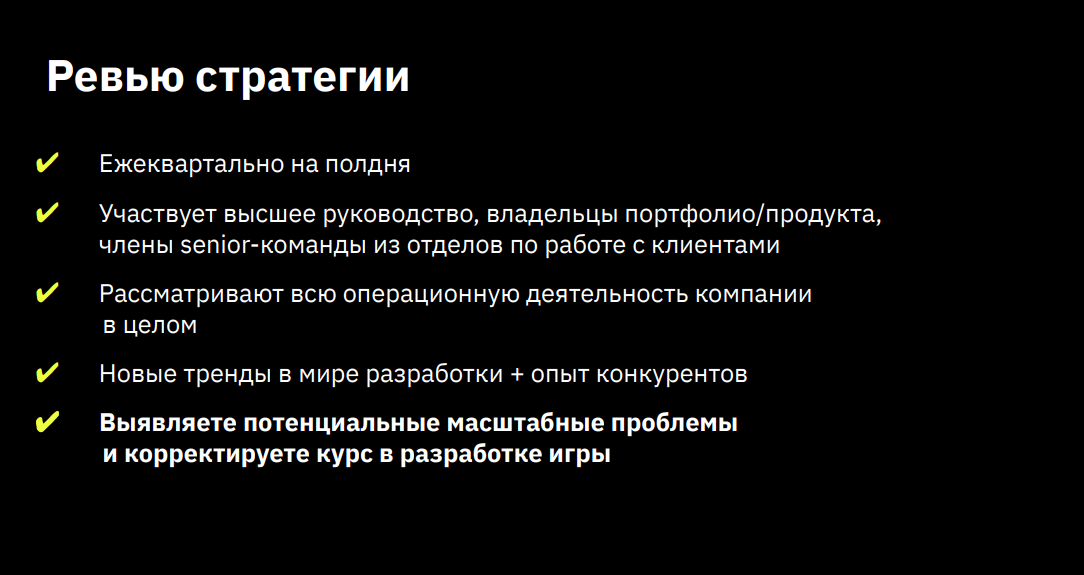 Ревью стратегии
✔ Ежеквартально на полдня
✔ Участвует высшее руководство, владельцы портфолио/продукта,
члены senior-команды из отделов по работе с клиентами
✔ Рассматривают всю операционную деятельность компании
в целом
✔ Новые тренды в мире разработки + опыт конкурентов
✔ Выявляете потенциальные масштабные проблемы
и корректируете курс в разработке игры